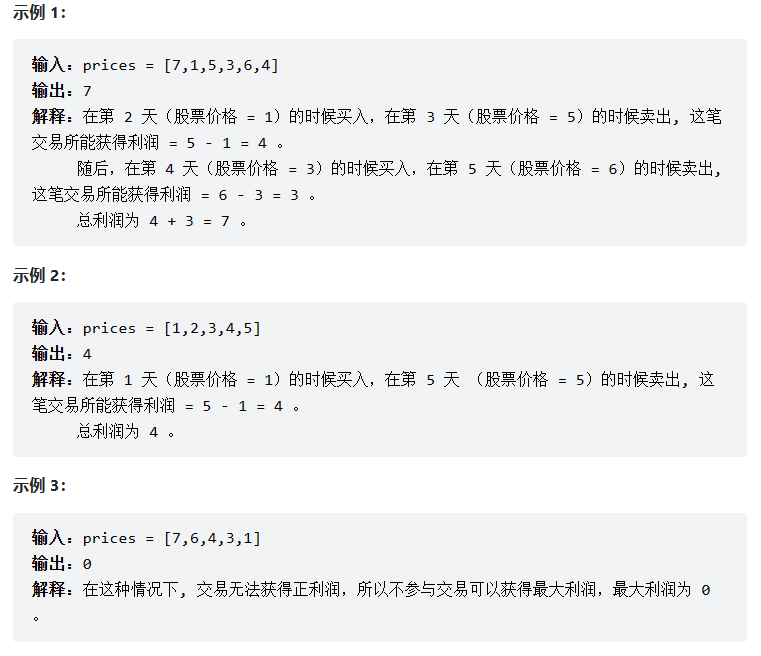 示例 1:
输入：prices = [7,1,5,3,6,4]
输出：7
解释：在第 2 天（股票价格 = 1）的时候买入，在第 3 天（股票价格 = 5）的时候卖出, 这笔
交易所能获得利润 = 5 - 1 = 4 。
随后，在第 4 天（股票价格 = 3）的时候买入，在第 5 天（股票价格 = 6）的时候卖出,
这笔交易所能获得利润 = 6 - 3 = 3 。
总利润为 4 + 3 = 7 。
示例 2:
输入：prices = [1,2,3,4,5]
输出：4
解释：在第 1 天（股票价格 = 1）的时候买入，在第 5 天 （股票价格 = 5）的时候卖出, 这
笔交易所能获得利润 = 5 - 1 = 4 。
总利润为 4 。
示例 3:
输入：prices = [7,6,4,3,1]
输出：0
解释：在这种情况下, 交易无法获得正利润，所以不参与交易可以获得最大利润，最大利润为 0
。